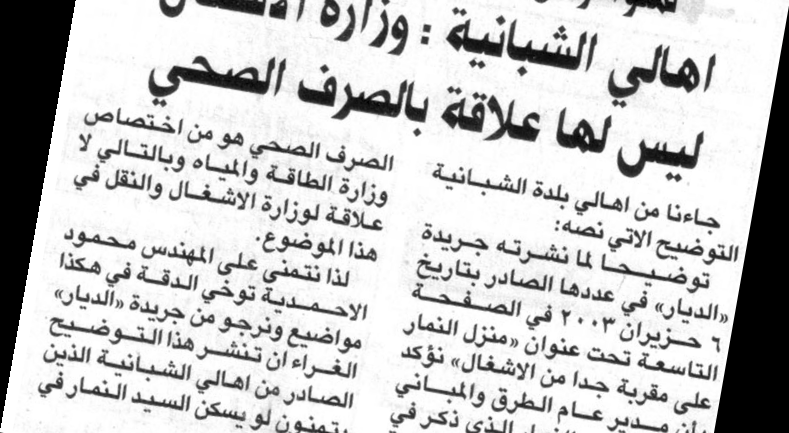 اهالي الشبانية : وزارة
ليس لها علاقة بالصرف الصحي
جاءنا من اهالي بلدة الشبانية
التوضيح الاتي نصه:
توضيحا لما نشرته جريدة
«الديار» في عددها الصادر بتاريخ
٦ حزيران ٢٠٠٣ في الصفحة
التاسعة تحت عنوان «منزل النمار
على مقربة جدا من الاشغال» نؤكد
بأن مدير عام الطرق والمباني
الذي ذكر في
الصرف الصحي هو من اختصاص
وزارة الطاقة والمياه وبالتالي لا
علاقة لوزارة الاشغال والنقل في
هذا الموضوع.
لذا نتمنى على المهندس محمود
الاحمدية توخي الدقة في هكذا
مواضيع ونرجو من جريدة «الديار»
الغراء ان تنشر هذا التوضيح
الصادر من اهالي الشبانية الذين
يتمنون لو يسكن السيد النمار في